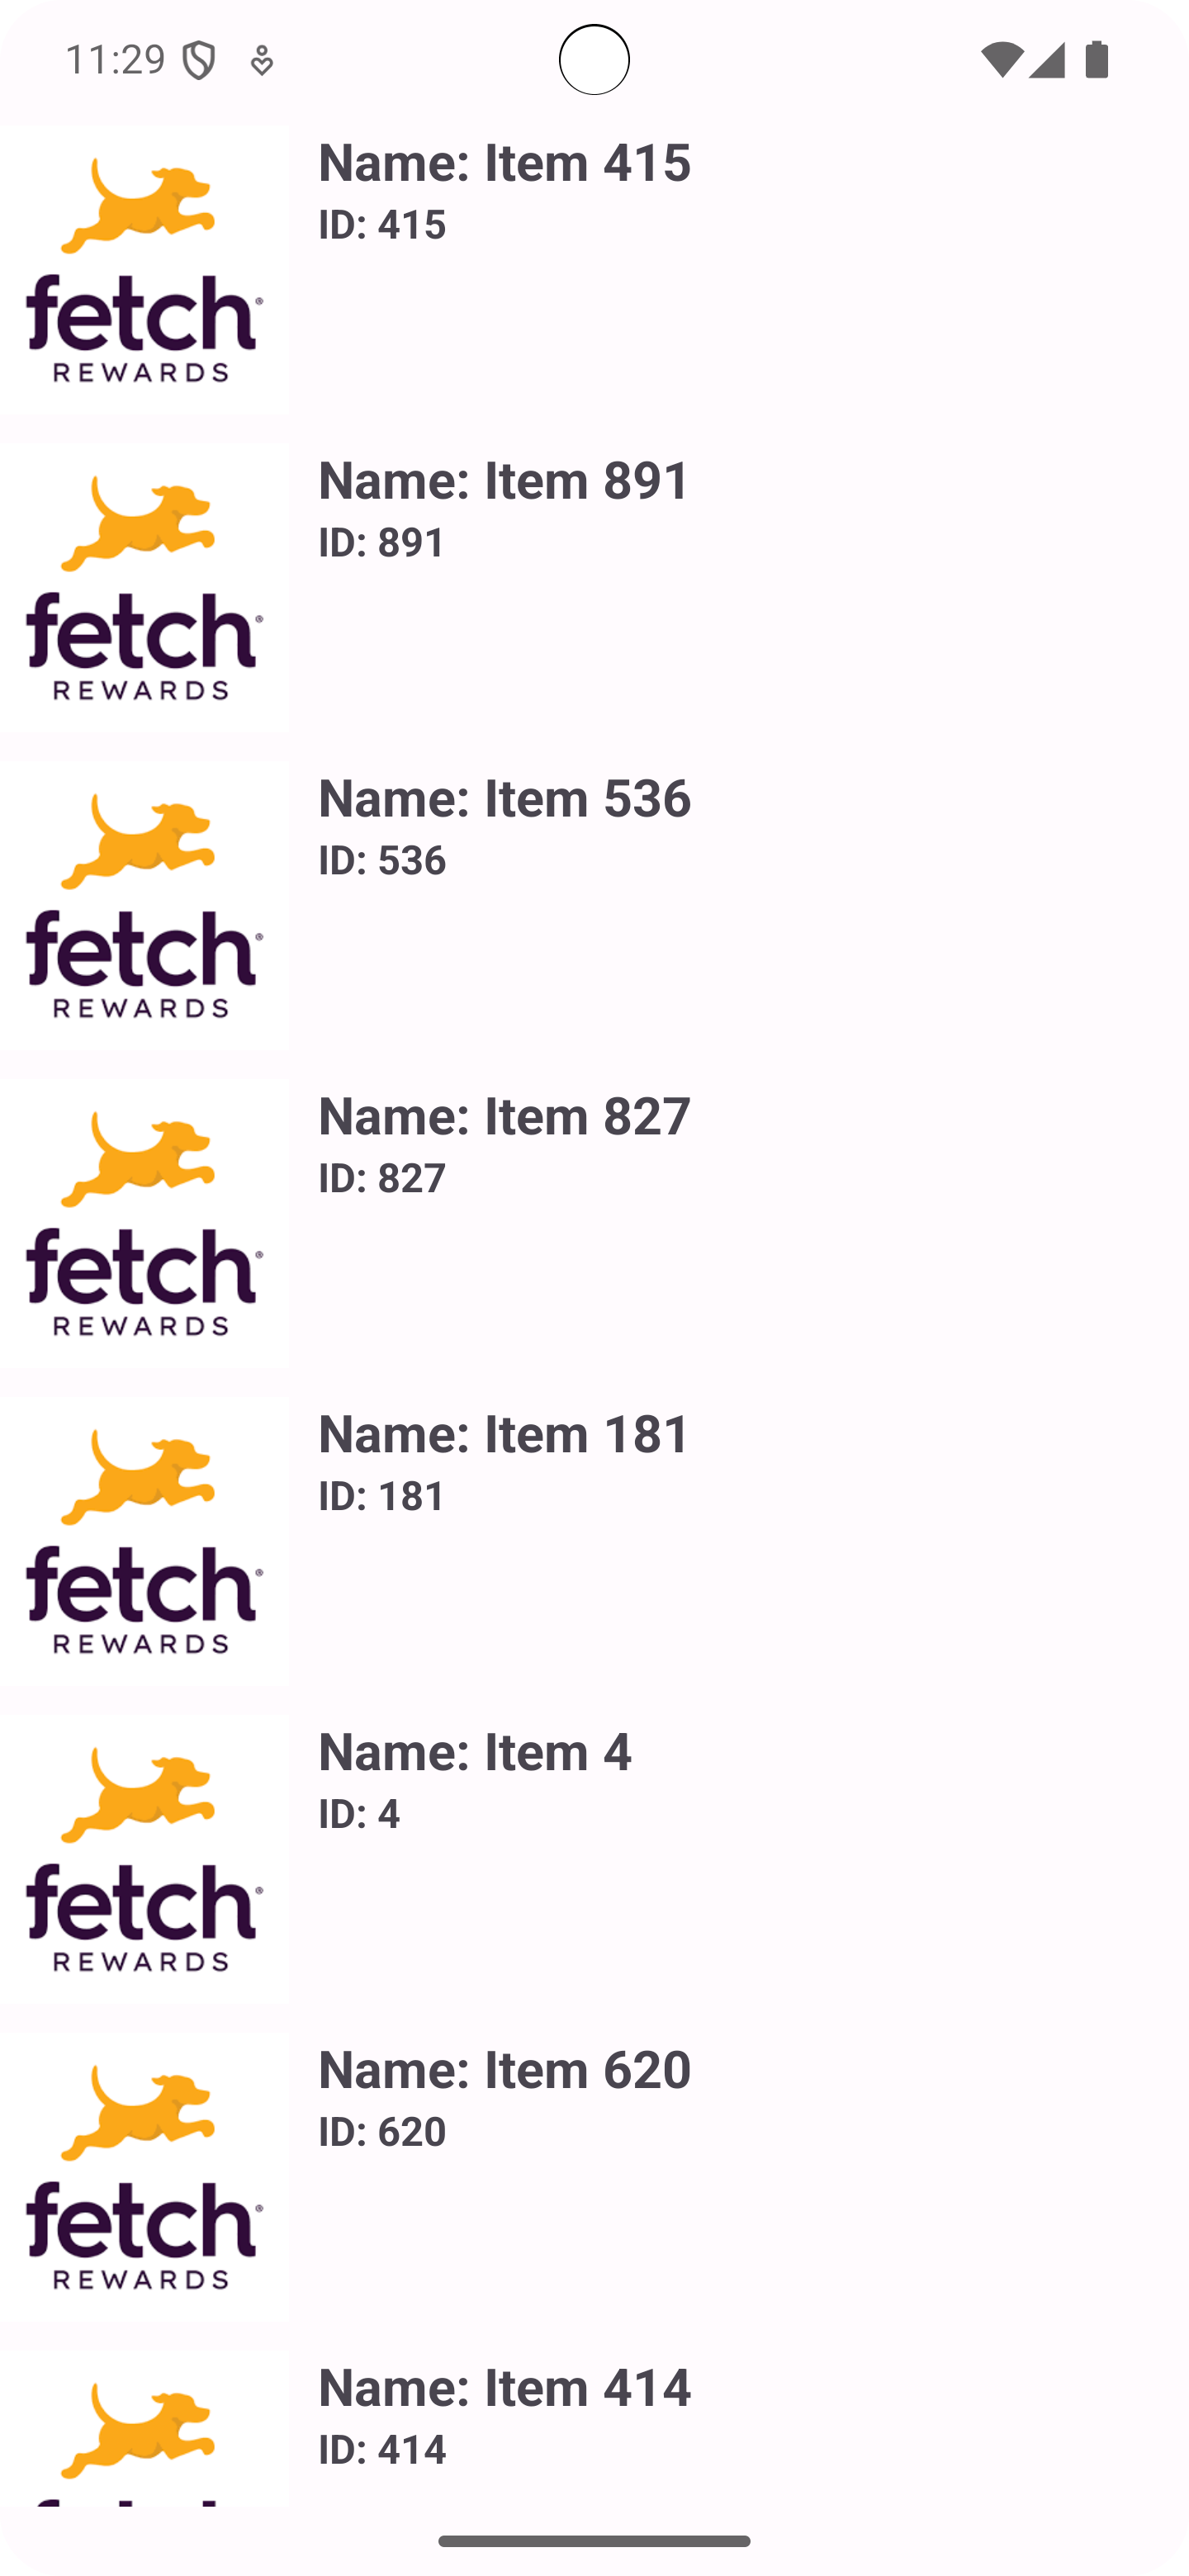 11:29
Name: Item 415
ID: 415
fetch®
REWARDS
Name: Item 891
ID: 891
fetch®
REWARDS
Name: Item 536
ID: 536
fetch®
REWARDS
Name: Item 827
ID: 827
fetch®
REWARDS
Name: Item 181
ID: 181
fetch®
REWARDS
Name: Item 4
ID: 4
fetch®
REWARDS
Name: Item 620
ID: 620
fetch®
REWARDS
Name: Item 414
ID: 414